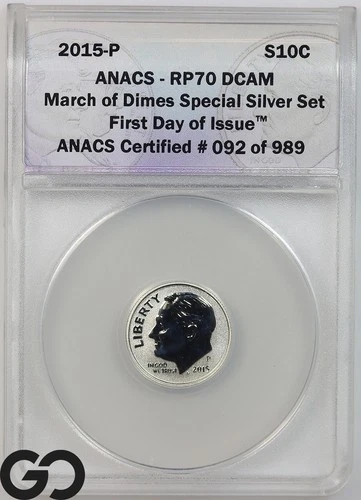 2015-P S10C
ANACS - RP70 DCAM
March of Dimes Special Silver Set
First Day of Issue™
ANACS Certified # 092 of 989
LIBERTY
IN GOD
WE TRUST
P
2015
GO